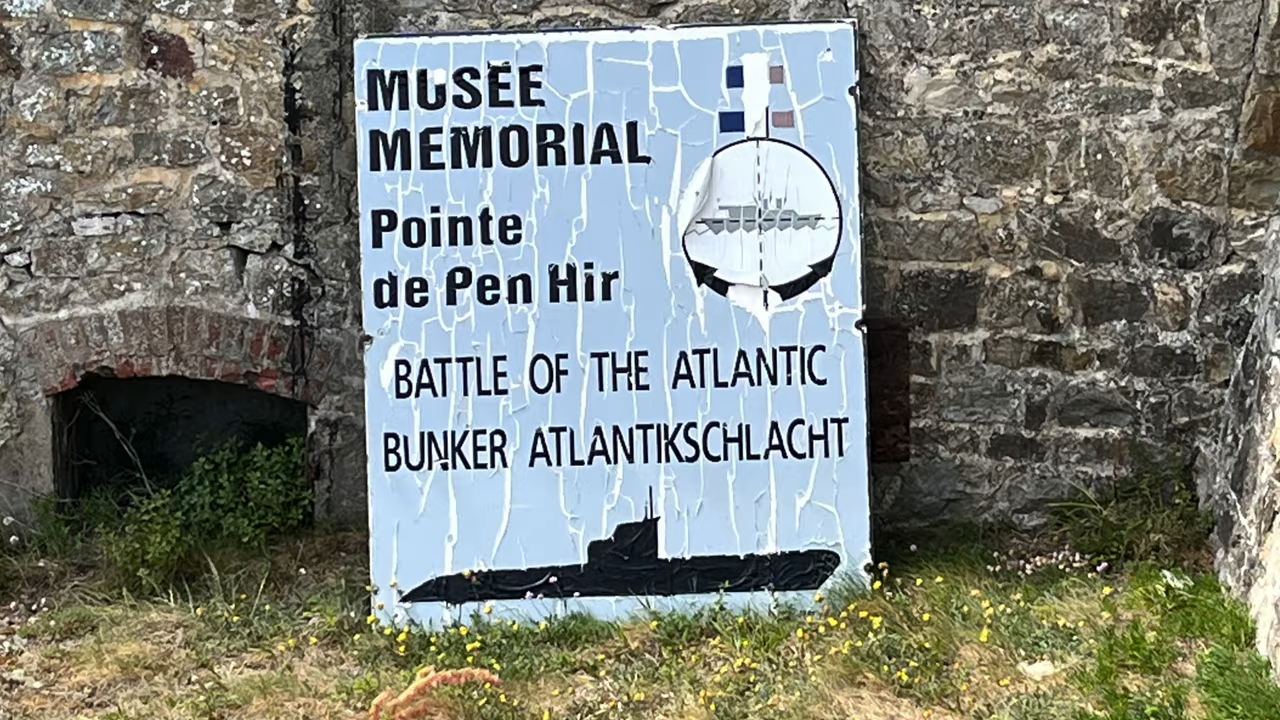 MUSÉE
MEMORIAL
Pointe
de Pen Hir
BATTLE OF THE ATLANTIC
BUNKER ATLANTIKSCHLACHT